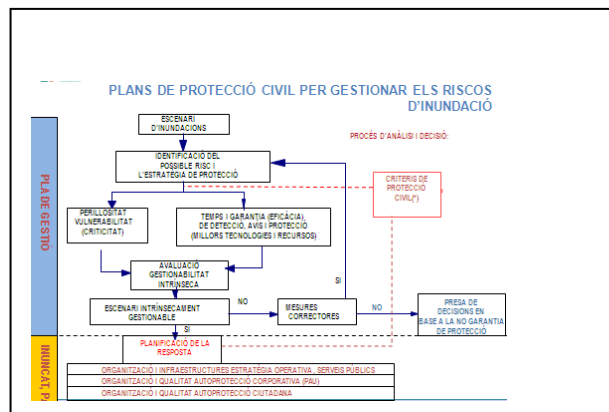 PLANS DE PROTECCIÓ CIVIL PER GESTIONAR ELS RISCOS
D'INUNDACIÓ
ESCENARI
D'INUNDACIONS
PROCÉS D'ANÀLISI I DECISIÓ:
IDENTIFICACIÓ DEL
POSSIBLE RISC I
L'ESTRATÈGIA DE PROTECCIÓ
CRITERIS DE
PROTECCIÓ
CIVIL(*)
PERILLOSITAT
VULNERABILITAT
(CRITICITAT)
TEMPS I GARANTIA (EFICÀCIA),
DE DETECCIÓ, AVÍS I PROTECCIÓ
(MILLORS TECNOLOGIES I RECURSOS)
AVALUACIÓ
GESTIONABILITAT
INTRÍNSECA
SI
ESCENARI INTRÍNSECAMENT
GESTIONABLE
NO
MESURES
CORRECTORES
NO
PRESA DE
DECISIONS EN
BASE A LA NO GARANTIA
DE PROTECCIÓ
SI
PLA DE GESTIÓ
PLANIFICACIÓ DE LA
RESPOSTA
INUNCAT,
ORGANITZACIÓ I INFRAESTRUCTURES ESTRATÈGIA OPERATIVA, SERVEIS PÚBLICS
ORGANITZACIÓ I QUALITAT AUTOPROTECCIÓ CORPORATIVA (PAU)
ORGANITZACIÓ I QUALITAT AUTOPROTECCIÓ CIUTADANA